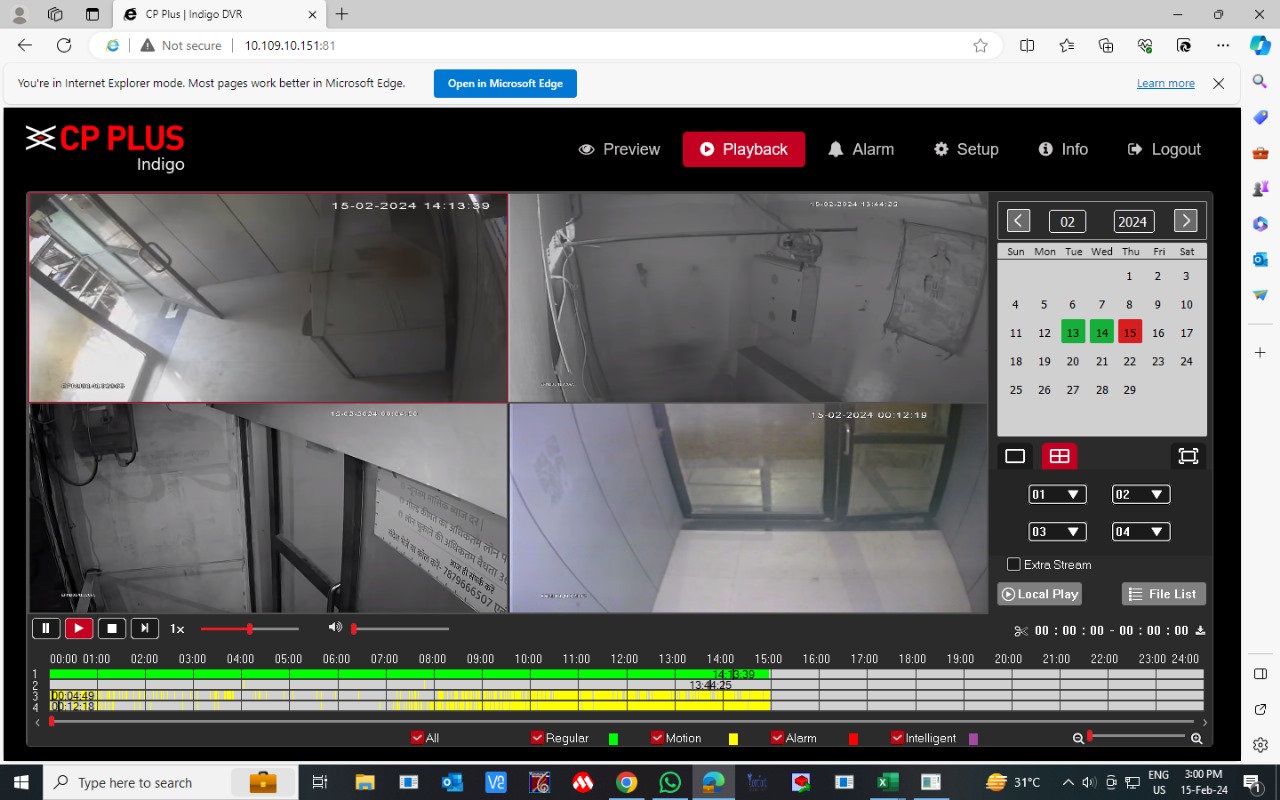 CP Plus | Indigo DVR
Not secure
10.109.10.151:81
You're in Internet Explorer mode. Most pages work better in Microsoft Edge.
Open in Microsoft Edge
Learn more
CP PLUS
Indigo
Preview
Playback
Alarm
Setup
Info
Logout
15-02-2024 14:13:39
15-02-2024 13:44:25
15-02-2024 00:12:18
ब्याज दर
लोन चुकाने की अधिकतम वैधता
आज ही संपर्क करें
7879666507
02 2024
Sun Mon Tue Wed Thu Fri Sat
1 2 3
4 5 6 7 8 9 10
11 12 13 14 15 16 17
18 19 20 21 22 23 24
25 26 27 28 29
01 02
03 04
Extra Stream
Local Play File List
1x
00 : 00 : 00 - 00 : 00 : 00
00:00 01:00 02:00 03:00 04:00 05:00 06:00 07:00 08:00 09:00 10:00 11:00 12:00 13:00 14:00 15:00 16:00 17:00 18:00 19:00 20:00 21:00 22:00 23:00 24:00
1 14:13:39
2 13:44:25
3 00:04:49
4 00:12:18
All Regular Motion Alarm Intelligent
Type here to search
31°C
ENG
US
3:00 PM
15-Feb-24
1